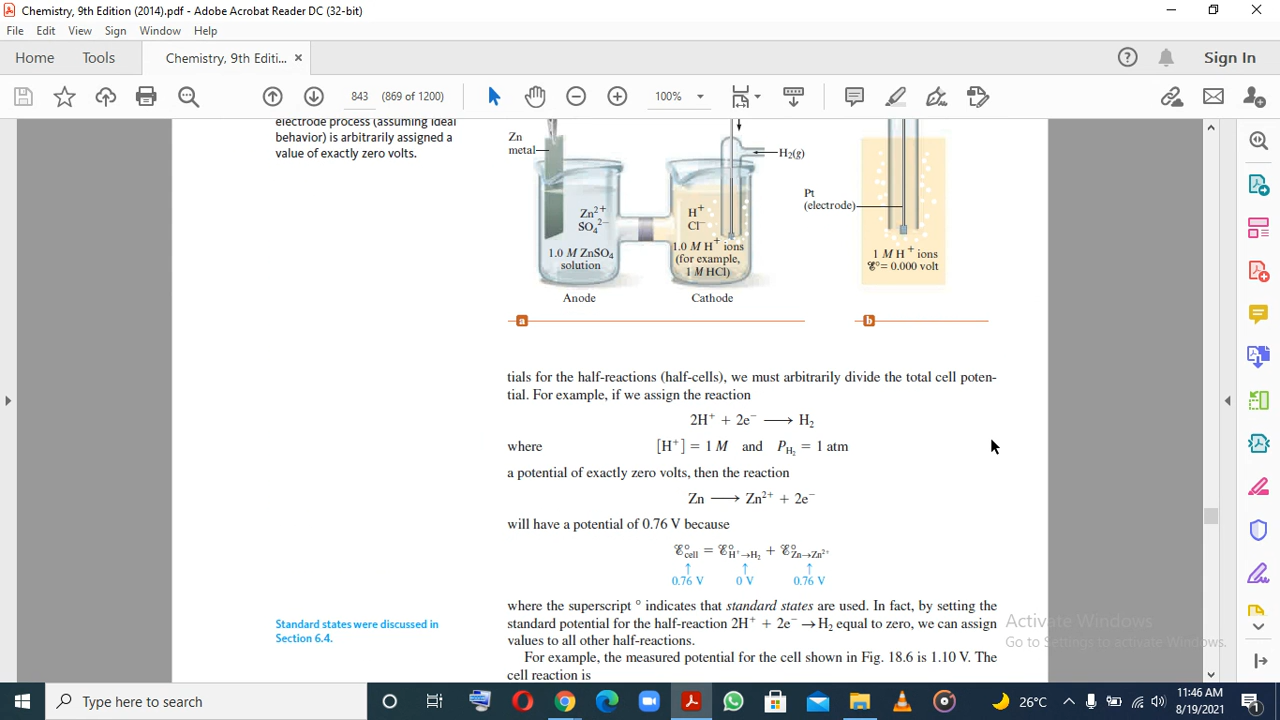 Chemistry, 9th Edition (2014).pdf - Adobe Acrobat Reader DC (32-bit)
File Edit View Sign Window Help
Home Tools Chemistry, 9th Editi... × Sign In
843 (869 of 1200) 100%
electrode process (assuming ideal
behavior) is arbitrarily assigned a
value of exactly zero volts.
Zn
metal
Zn²⁺
SO₄²⁻
1.0 M ZnSO₄
solution
Anode
H₂(g)
H⁺
Cl⁻
1.0 M H⁺ ions
(for example,
1 M HCl)
Cathode
a
Pt
(electrode)
1 M H⁺ ions
ℰ° = 0.000 volt
b
tials for the half-reactions (half-cells), we must arbitrarily divide the total cell poten-
tial. For example, if we assign the reaction
2H⁺ + 2e⁻ ⟶ H₂
where [H⁺] = 1 M and P_H₂ = 1 atm
a potential of exactly zero volts, then the reaction
Zn ⟶ Zn²⁺ + 2e⁻
will have a potential of 0.76 V because
ℰ°cell = ℰ°H⁺→H₂ + ℰ°Zn→Zn²⁺
↑ ↑ ↑
0.76 V 0 V 0.76 V
where the superscript ° indicates that standard states are used. In fact, by setting the
standard potential for the half-reaction 2H⁺ + 2e⁻ → H₂ equal to zero, we can assign
values to all other half-reactions.
For example, the measured potential for the cell shown in Fig. 18.6 is 1.10 V. The
cell reaction is
Standard states were discussed in
Section 6.4.
Activate Windows
Go to Settings to activate Windows.
Type here to search
26°C
11:46 AM
8/19/2021
1